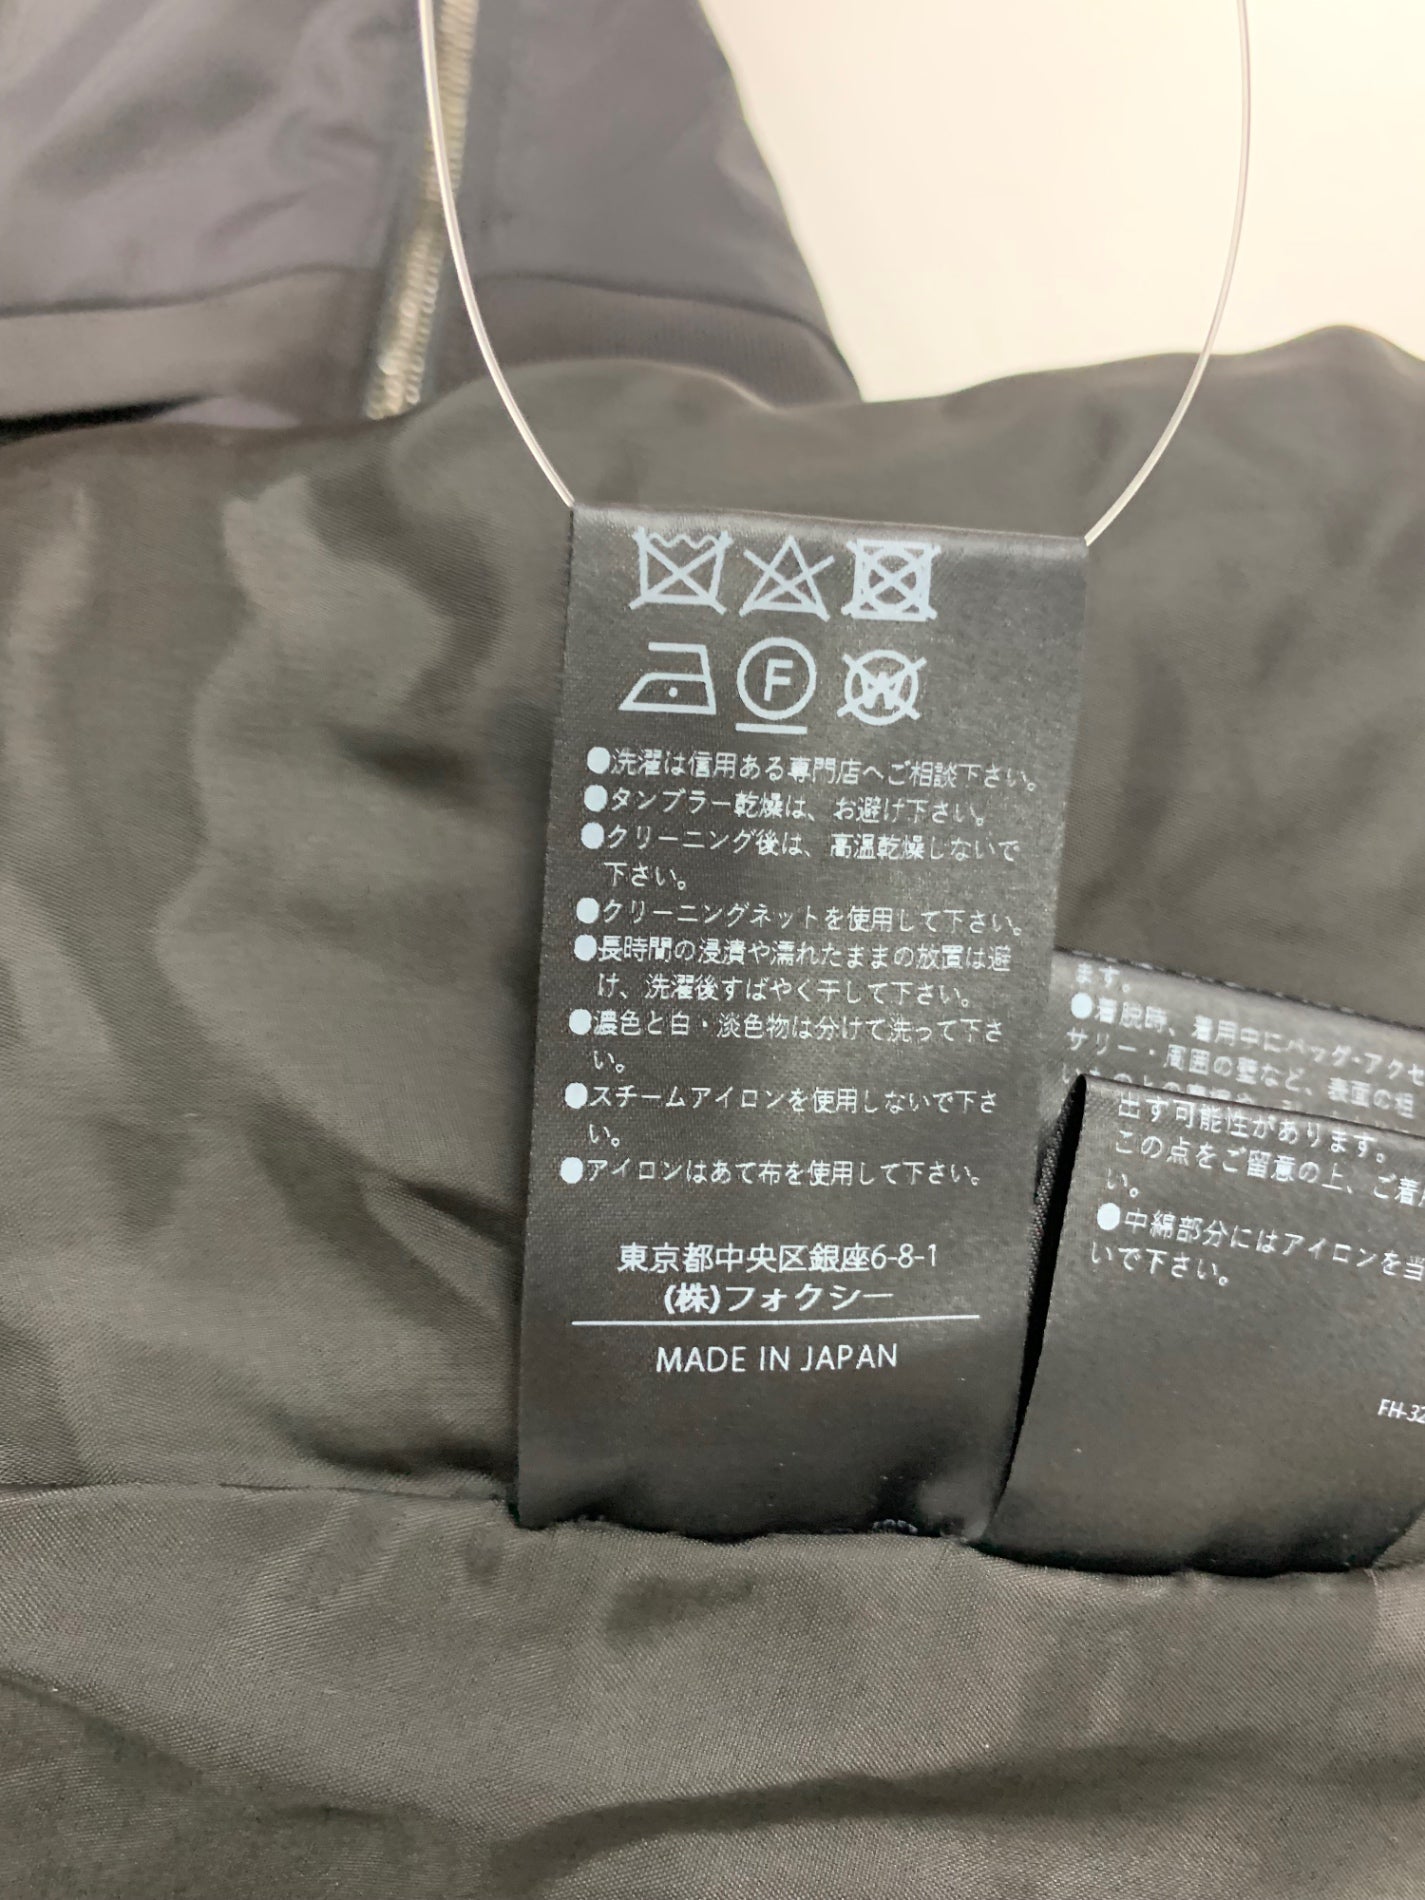 F
W
●洗濯は信用ある専門店へご相談下さい。
●タンブラー乾燥は、お避け下さい。
●クリーニング後は、高温乾燥しないで
下さい。
●クリーニングネットを使用して下さい。
●長時間の浸漬や濡れたままの放置は避
け、洗濯後すばやく干して下さい。
●濃色と白・淡色物は分けて洗って下さ
い。
●スチームアイロンを使用しないで下さ
い。
●アイロンはあて布を使用して下さい。
東京都中央区銀座6-8-1
(株)フォクシー
MADE IN JAPAN
ます。
●着脱時、着用中にバッグ・アクセ
サリー・周囲の壁など、表面の粗
出す可能性があります。
この点をご留意の上、ご着
い。
●中綿部分にはアイロンを当
いで下さい。
FH-32